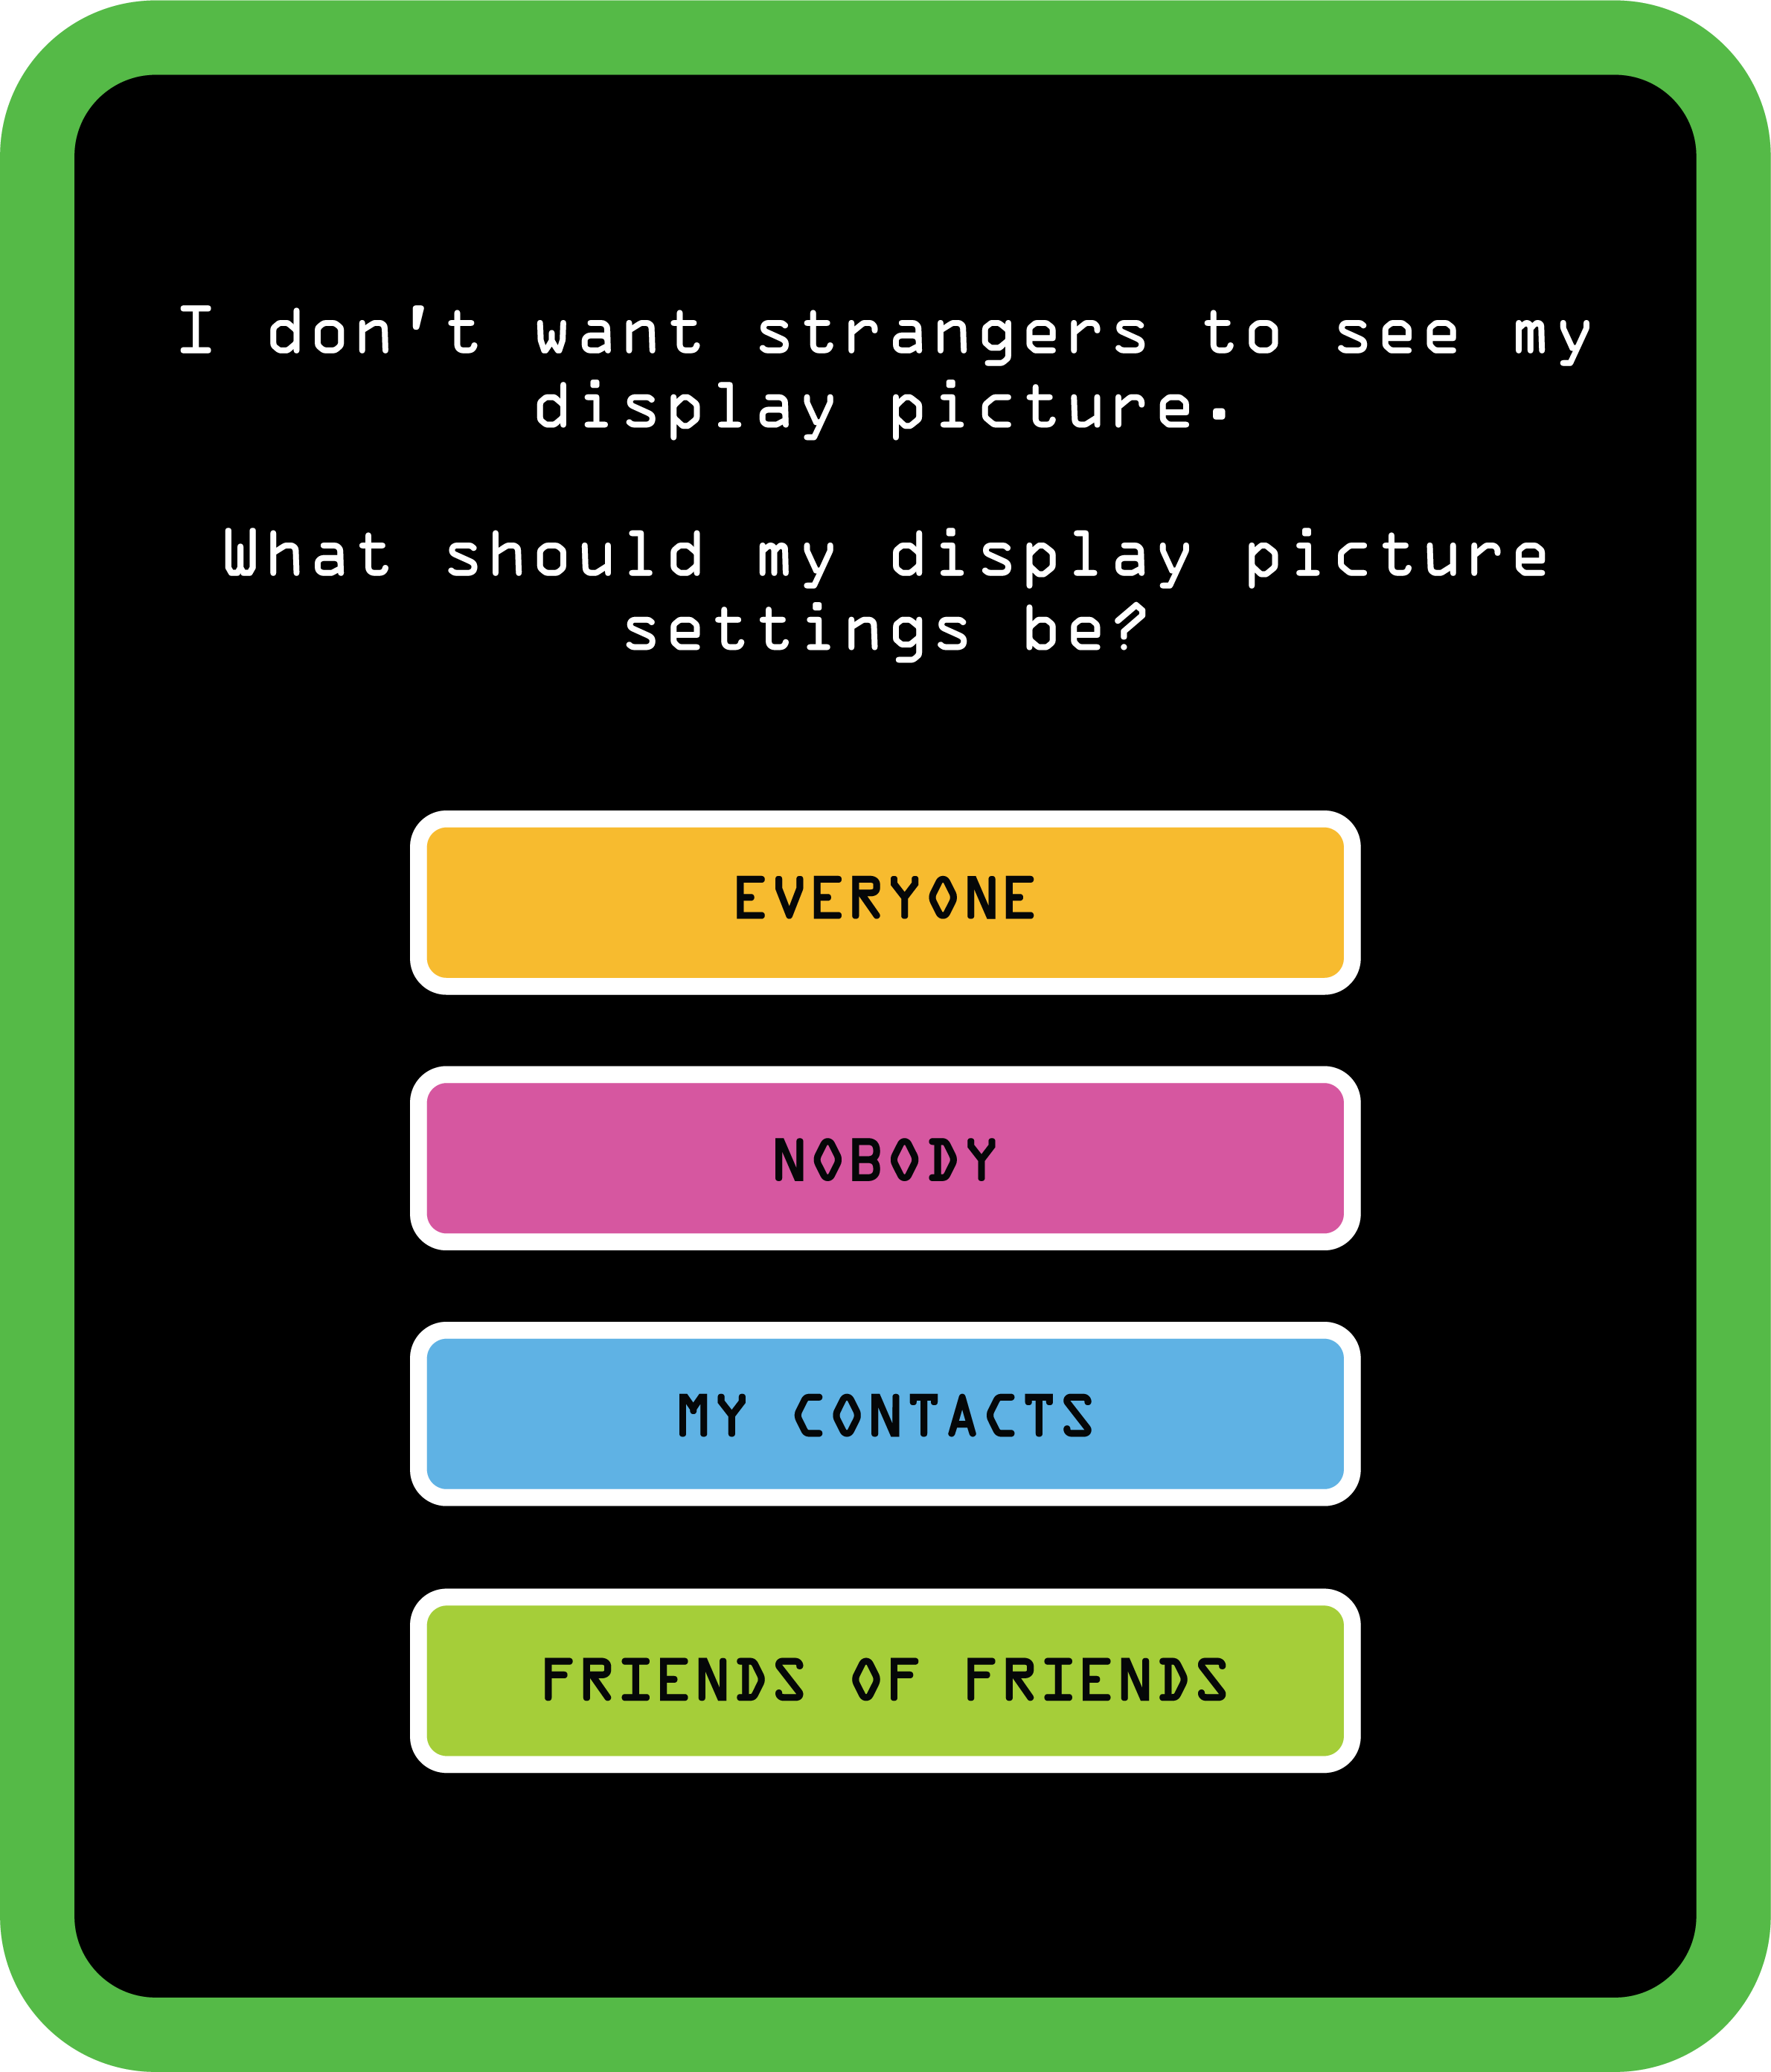 I don't want strangers to see my
display picture.
What should my display picture
settings be?
EVERYONE
NOBODY
MY CONTACTS
FRIENDS OF FRIENDS